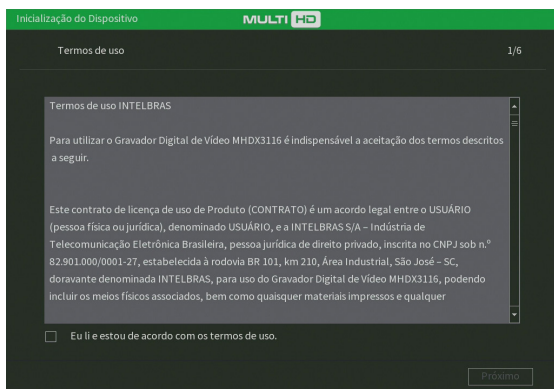 Inicialização do Dispositivo MULTI HD
Termos de uso 1/6
Termos de uso INTELBRAS
Para utilizar o Gravador Digital de Vídeo MHDX3116 é indispensável a aceitação dos termos descritos
a seguir.
Este contrato de licença de uso de Produto (CONTRATO) é um acordo legal entre o USUÁRIO
(pessoa física ou jurídica), denominado USUÁRIO, e a INTELBRAS S/A – Indústria de
Telecomunicação Eletrônica Brasileira, pessoa jurídica de direito privado, inscrita no CNPJ sob n.º
82.901.000/0001-27, estabelecida à rodovia BR 101, km 210, Área Industrial, São José – SC,
doravante denominada INTELBRAS, para uso do Gravador Digital de Vídeo MHDX3116, podendo
incluir os meios físicos associados, bem como quaisquer materiais impressos e qualquer
Eu li e estou de acordo com os termos de uso.
Próximo